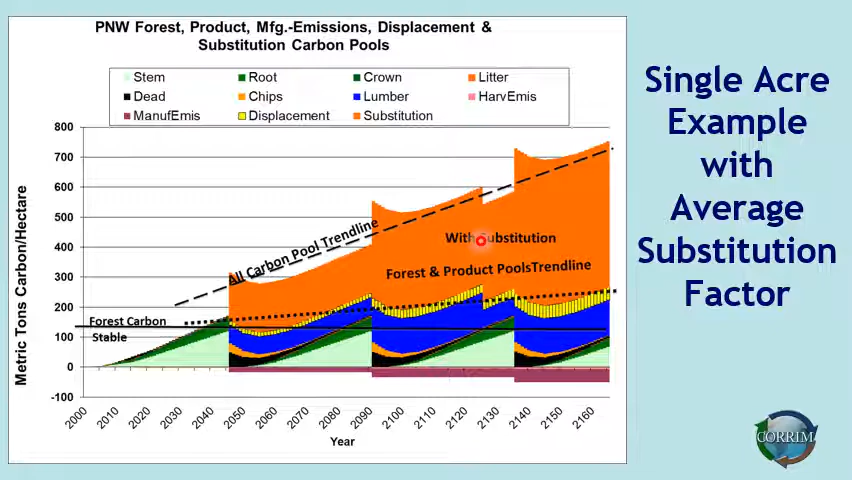 PNW Forest, Product, Mfg.-Emissions, Displacement &
Substitution Carbon Pools
Stem Root Crown Litter
Dead Chips Lumber HarvEmis
ManufEmis Displacement Substitution
800
700
600
500
400
300
200
100
0
-100
Metric Tons Carbon/Hectare
All Carbon Pool Trendline
With Substitution
Forest & Product PoolsTrendline
Forest Carbon
Stable
2000 2010 2020 2030 2040 2050 2060 2070 2080 2090 2100 2110 2120 2130 2140 2150 2160
Year
Single Acre
Example
with
Average
Substitution
Factor
CORRIM